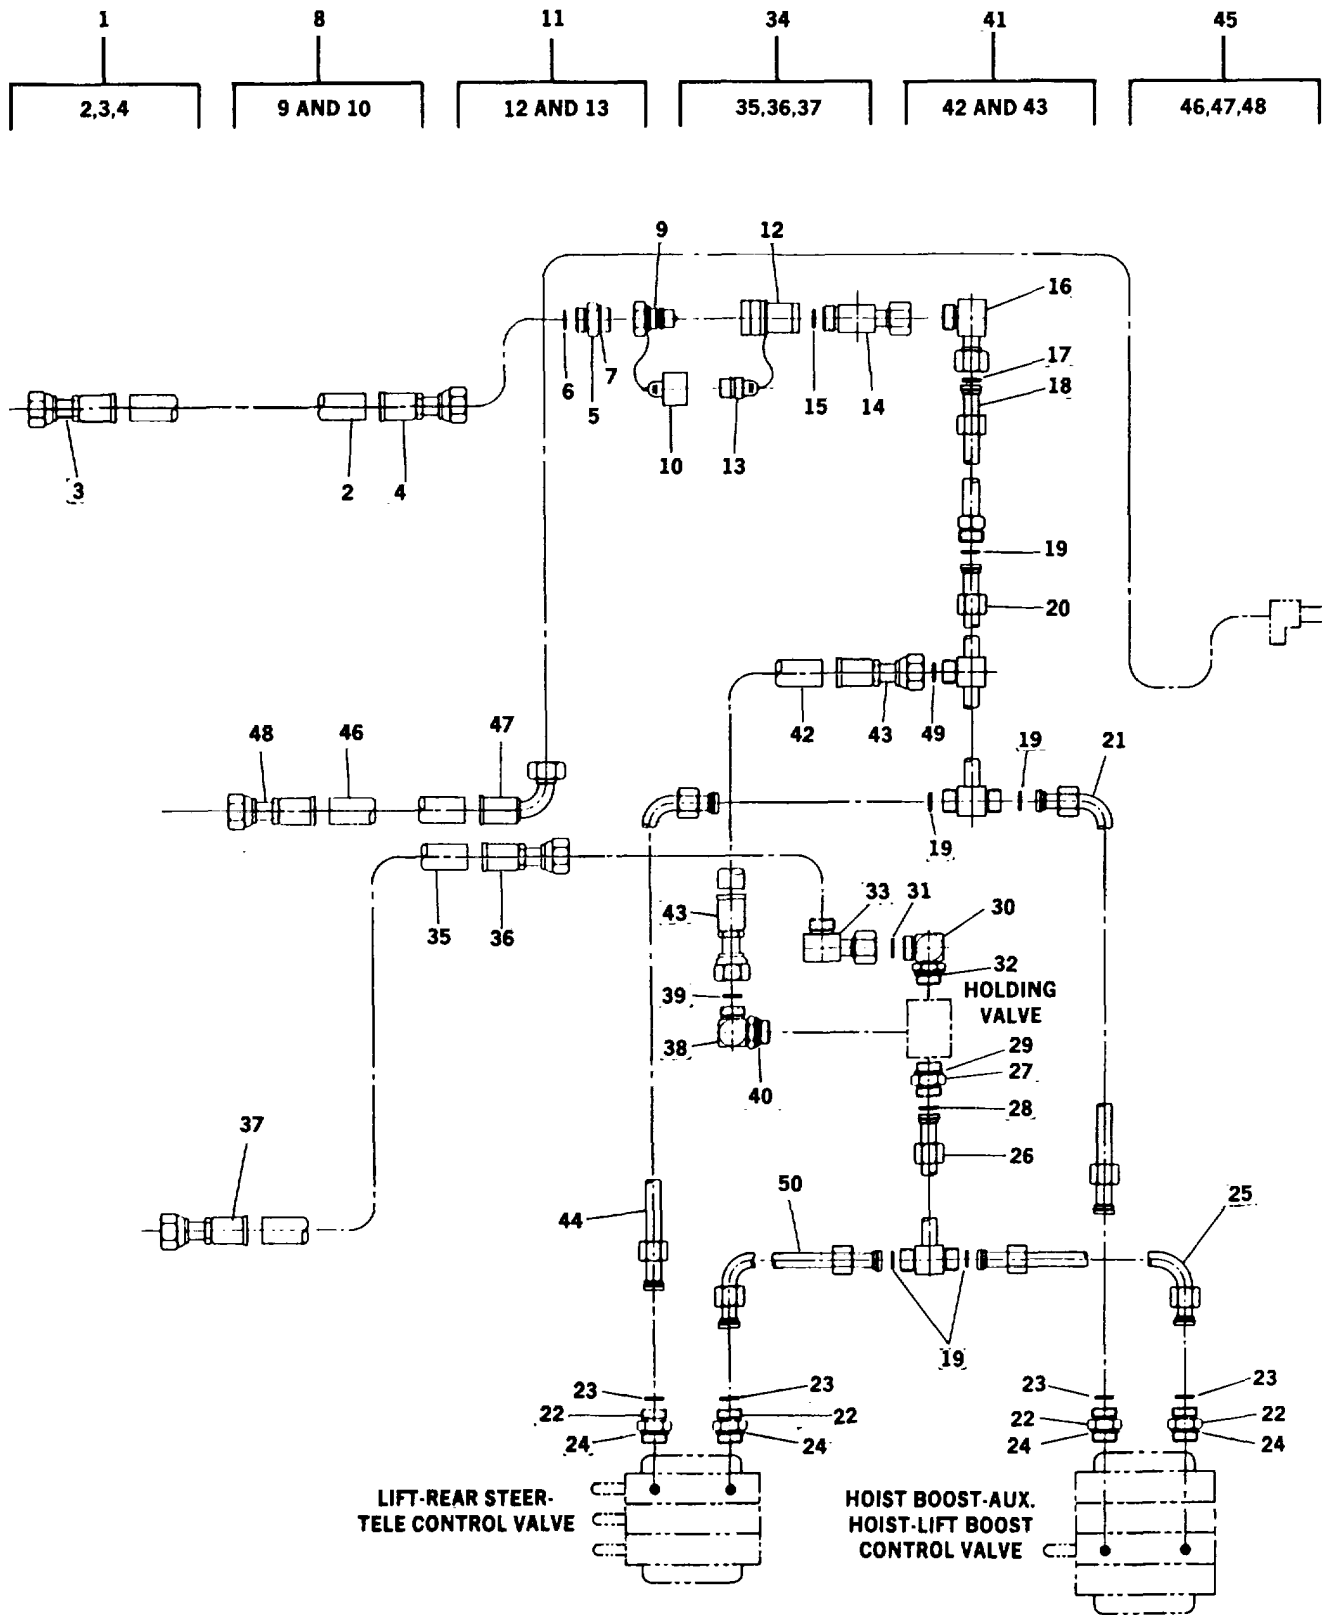 1 8 11 34 41 45
2,3,4 9 AND 10 12 AND 13 35,36,37 42 AND 43 46,47,48
9 12
16
17
7
18
6 5 15 14
10 13
3 2 4
19
20
48 46 47 42 43 49 19 21
19
33 31 30
43
35 36
32
HOLDING
VALVE
39
38
29
27
40
28
37
26
50 25
44
19
23 23 23 23
22 22 22 22
24 24 24 24
LIFT-REAR STEER-
TELE CONTROL VALVE
HOIST BOOST-AUX.
HOIST-LIFT BOOST
CONTROL VALVE